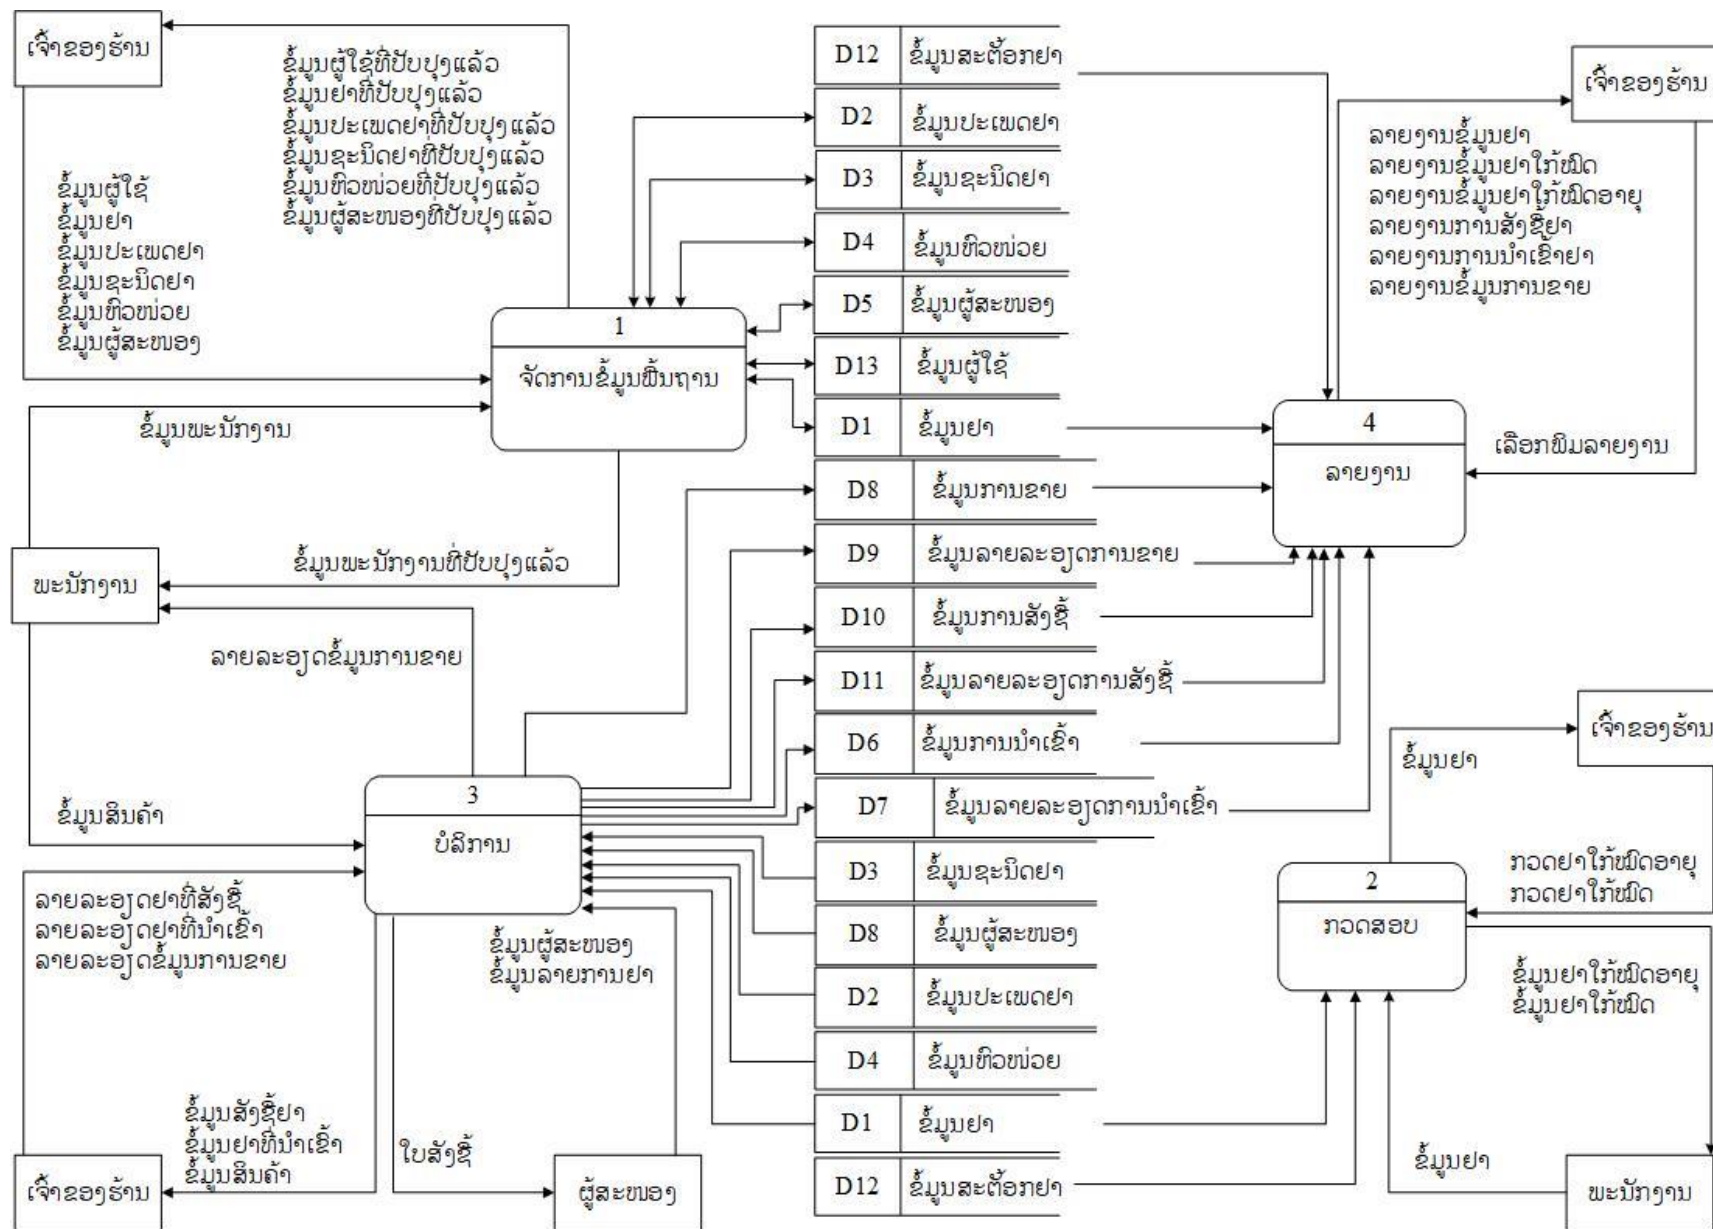 ເຈົ້າຂອງຮ້ານ
ຂໍ້ມູນຜູ້ໃຊ້ທີ່ປັບປຸງແລ້ວ
ຂໍ້ມູນຢາທີ່ປັບປຸງແລ້ວ
ຂໍ້ມູນປະເພດຢາທີ່ປັບປຸງແລ້ວ
ຂໍ້ມູນຊະນິດຢາທີ່ປັບປຸງແລ້ວ
ຂໍ້ມູນຫົວໜ່ວຍທີ່ປັບປຸງແລ້ວ
ຂໍ້ມູນຜູ້ສະໜອງທີ່ປັບປຸງແລ້ວ
ຂໍ້ມູນຜູ້ໃຊ້
ຂໍ້ມູນຢາ
ຂໍ້ມູນປະເພດຢາ
ຂໍ້ມູນຊະນິດຢາ
ຂໍ້ມູນຫົວໜ່ວຍ
ຂໍ້ມູນຜູ້ສະໜອງ
1
ຈັດການຂໍ້ມູນພື້ນຖານ
ຂໍ້ມູນພະນັກງານ
ຂໍ້ມູນພະນັກງານທີ່ປັບປຸງແລ້ວ
ພະນັກງານ
ລາຍລະອຽດຂໍ້ມູນການຂາຍ
ຂໍ້ມູນສິນຄ້າ
3
ບໍລິການ
ລາຍລະອຽດຢາທີ່ສັງຊື້
ລາຍລະອຽດຢາທີ່ນຳເຂົ້າ
ລາຍລະອຽດຂໍ້ມູນການຂາຍ
ຂໍ້ມູນຜູ້ສະໜອງ
ຂໍ້ມູນລາຍການຢາ
ຂໍ້ມູນສັງຊື້ຢາ
ຂໍ້ມູນຢາທີ່ນຳເຂົ້າ
ຂໍ້ມູນສິນຄ້າ
ໃບສັງຊື້
ເຈົ້າຂອງຮ້ານ
ຜູ້ສະໜອງ
D12 ຂໍ້ມູນສະຕ໊ອກຢາ
D2 ຂໍ້ມູນປະເພດຢາ
D3 ຂໍ້ມູນຊະນິດຢາ
D4 ຂໍ້ມູນຫົວໜ່ວຍ
D5 ຂໍ້ມູນຜູ້ສະໜອງ
D13 ຂໍ້ມູນຜູ້ໃຊ້
D1 ຂໍ້ມູນຢາ
D8 ຂໍ້ມູນການຂາຍ
D9 ຂໍ້ມູນລາຍລະອຽດການຂາຍ
D10 ຂໍ້ມູນການສັງຊື້
D11 ຂໍ້ມູນລາຍລະອຽດການສັງຊື້
D6 ຂໍ້ມູນການນຳເຂົ້າ
D7 ຂໍ້ມູນລາຍລະອຽດການນຳເຂົ້າ
D3 ຂໍ້ມູນຊະນິດຢາ
D8 ຂໍ້ມູນຜູ້ສະໜອງ
D2 ຂໍ້ມູນປະເພດຢາ
D4 ຂໍ້ມູນຫົວໜ່ວຍ
D1 ຂໍ້ມູນຢາ
D12 ຂໍ້ມູນສະຕ໊ອກຢາ
ເຈົ້າຂອງຮ້ານ
ລາຍງານຂໍ້ມູນຢາ
ລາຍງານຂໍ້ມູນຢາໃກ້ໝົດ
ລາຍງານຂໍ້ມູນຢາໃກ້ໝົດອາຍຸ
ລາຍງານການສັງຊື້ຢາ
ລາຍງານການນຳເຂົ້າຢາ
ລາຍງານຂໍ້ມູນການຂາຍ
4
ລາຍງານ
ເລືອກພິມລາຍງານ
ເຈົ້າຂອງຮ້ານ
ຂໍ້ມູນຢາ
ກວດຢາໃກ້ໝົດອາຍຸ
ກວດຢາໃກ້ໝົດ
2
ກວດສອບ
ຂໍ້ມູນຢາໃກ້ໝົດອາຍຸ
ຂໍ້ມູນຢາໃກ້ໝົດ
ຂໍ້ມູນຢາ
ພະນັກງານ